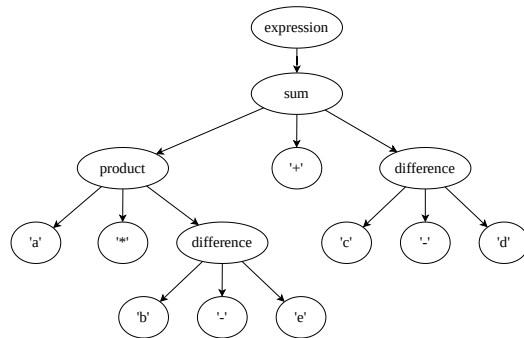 expression
sum
product '+' difference
'a' '*' difference 'c' '-' 'd'
'b' '-' 'e'